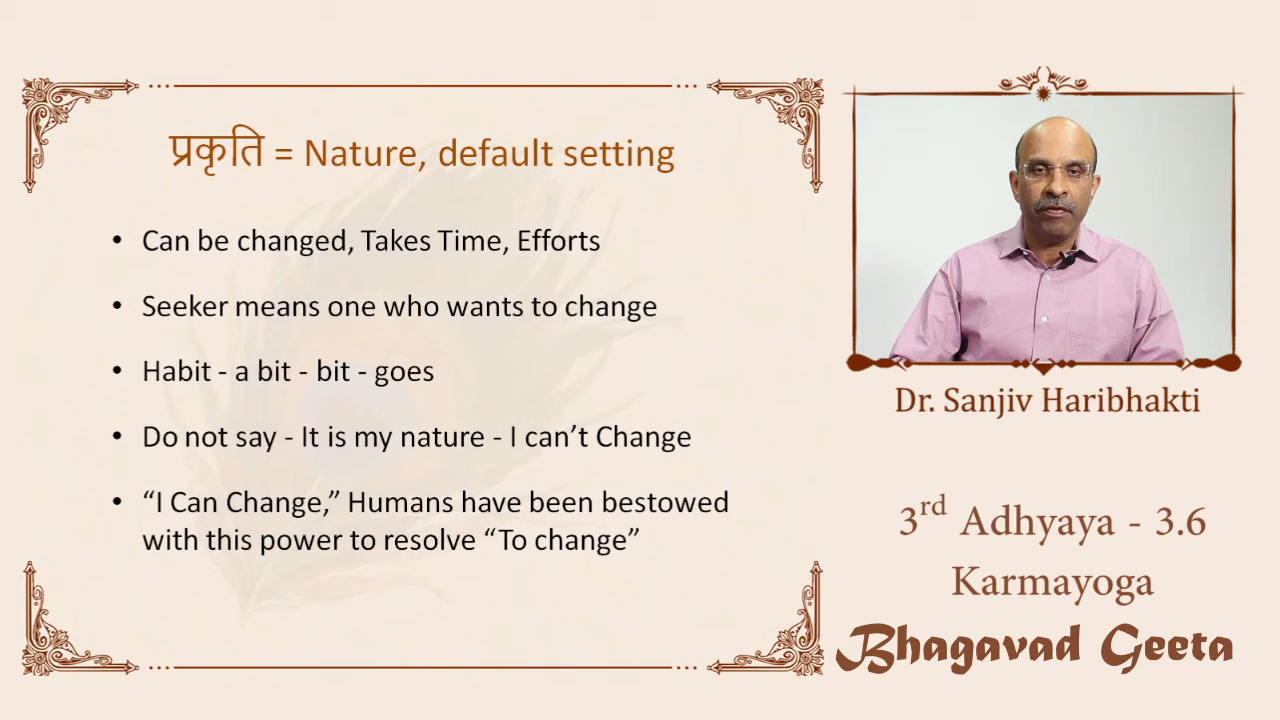 प्रकृति = Nature, default setting
• Can be changed, Takes Time, Efforts
• Seeker means one who wants to change
• Habit - a bit - bit - goes
• Do not say - It is my nature - I can’t Change
• “I Can Change,” Humans have been bestowed
with this power to resolve “To change”
Dr. Sanjiv Haribhakti
3rd Adhyaya - 3.6
Karmayoga
Bhagavad Geeta